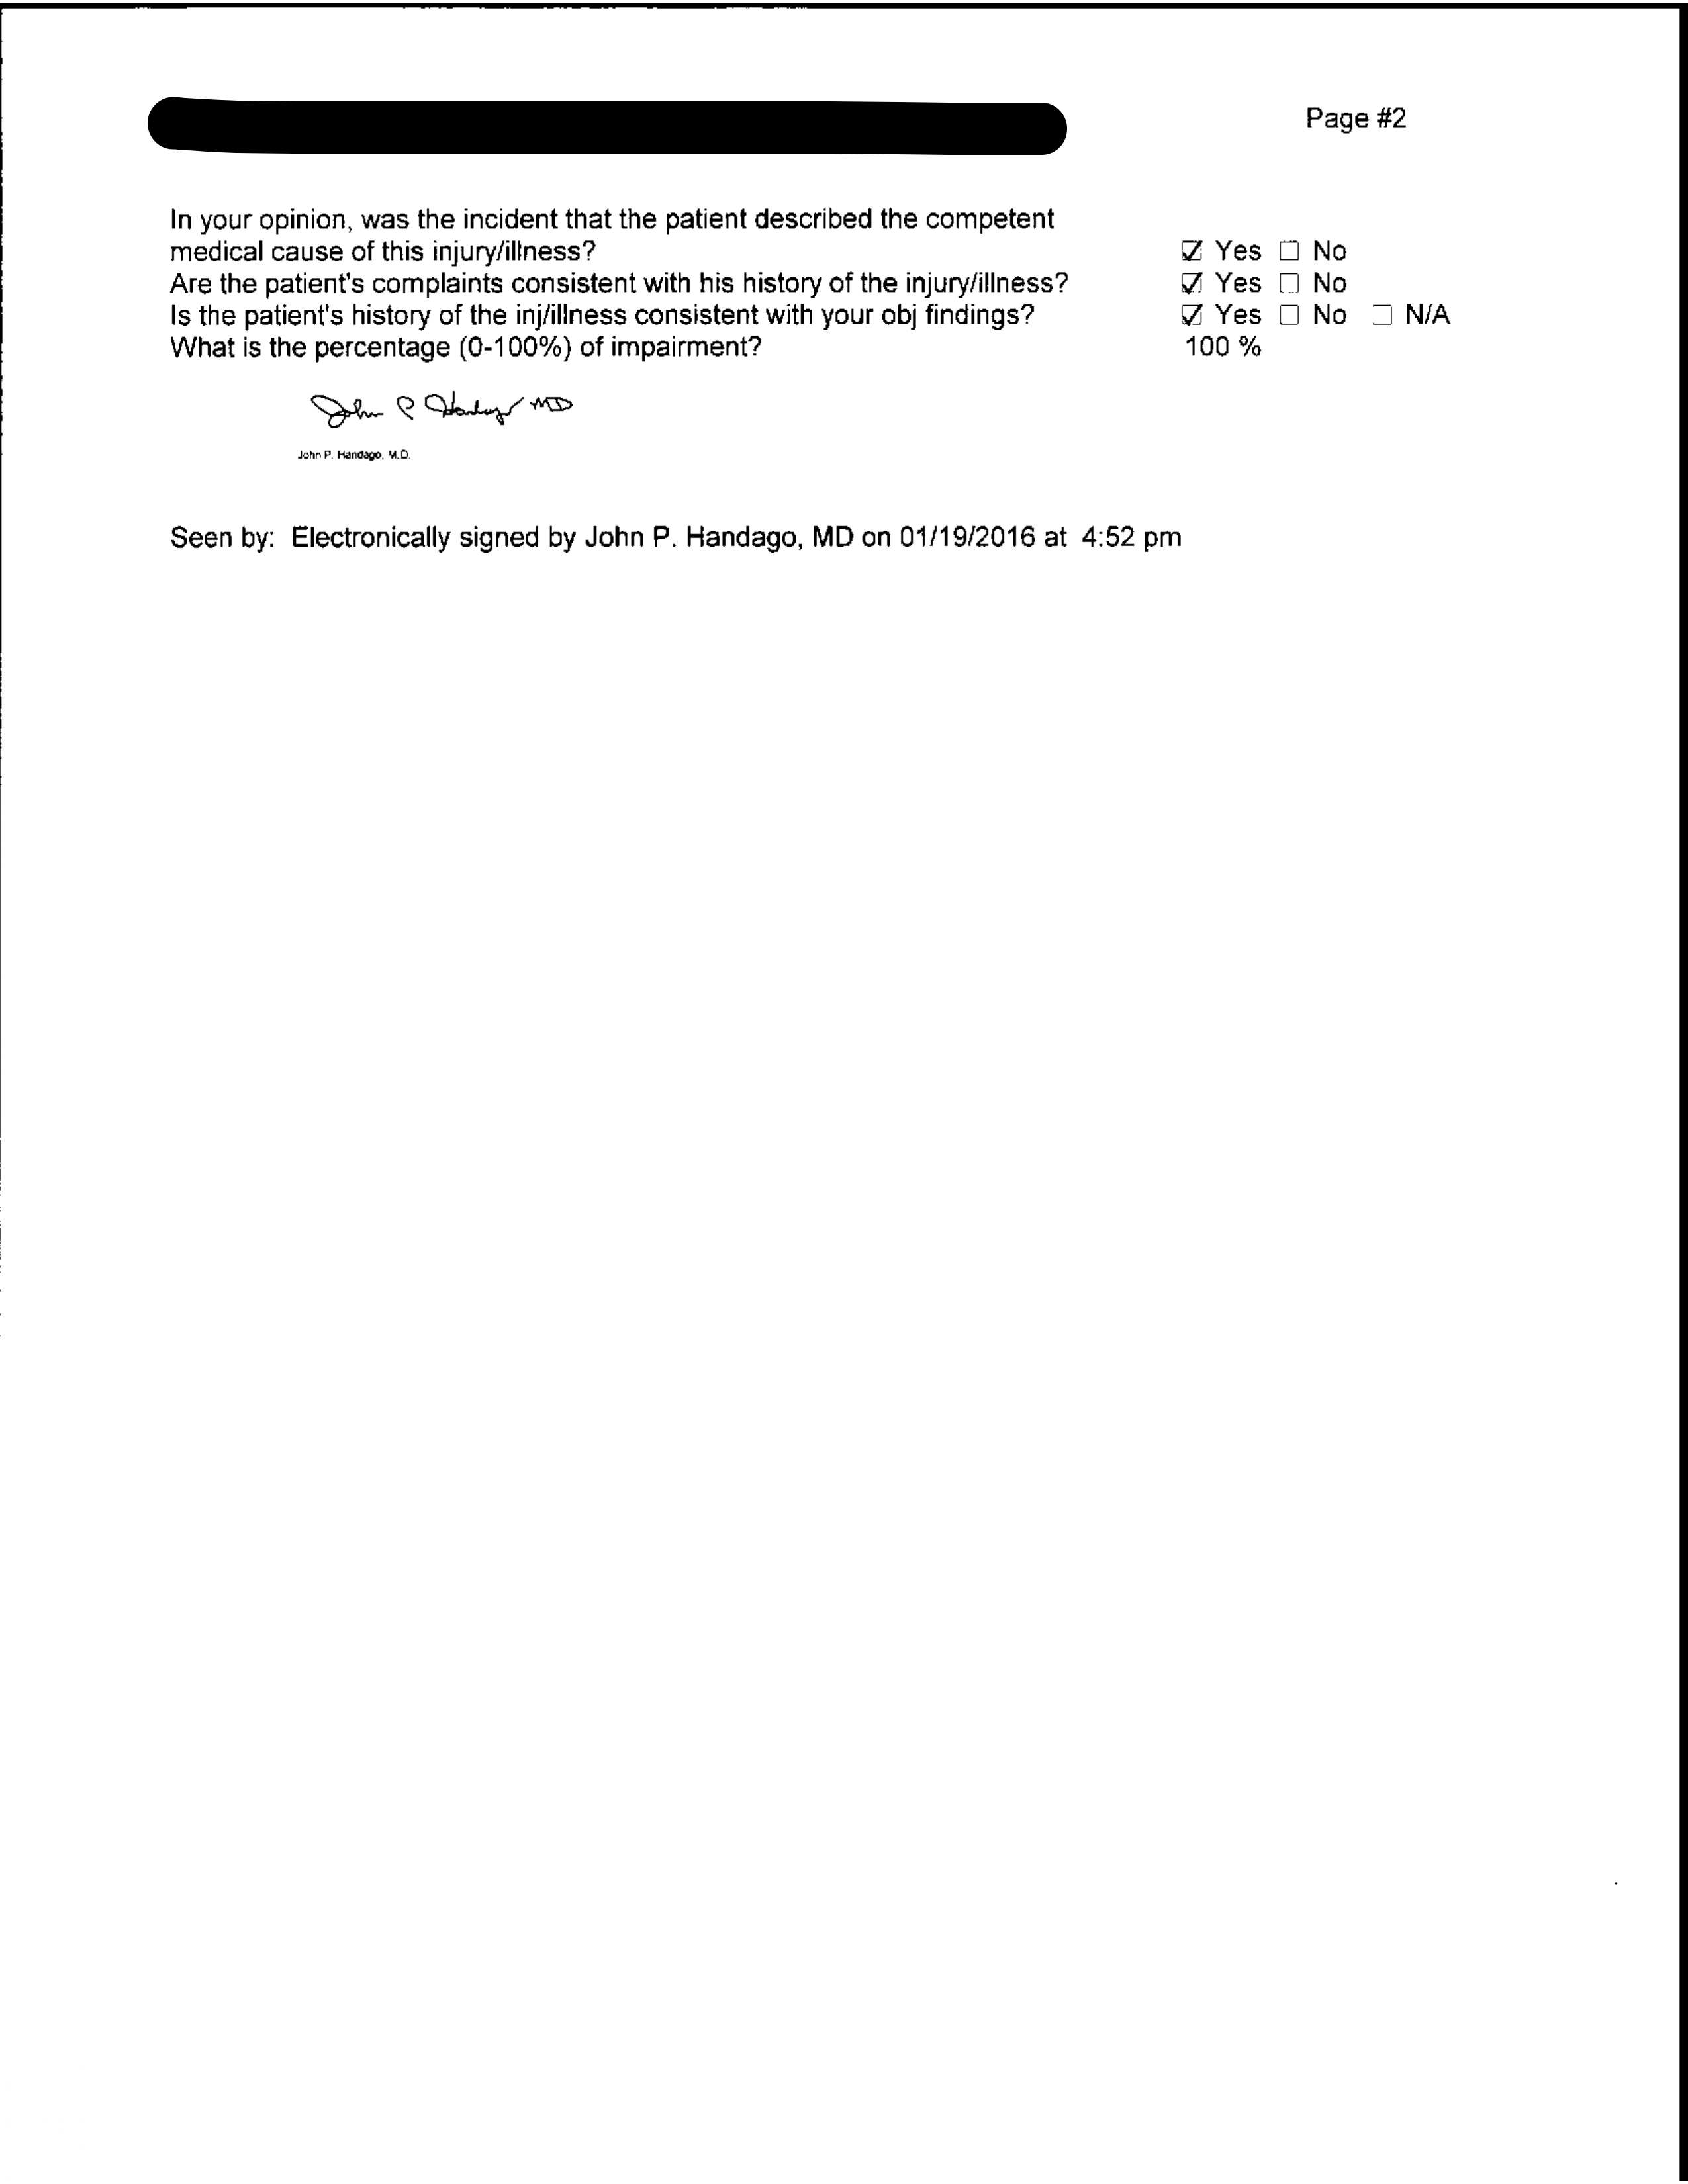 Page #2
In your opinion, was the incident that the patient described the competent
medical cause of this injury/illness? ☑ Yes ☐ No
Are the patient's complaints consistent with his history of the injury/illness? ☑ Yes ☐ No
Is the patient's history of the inj/illness consistent with your obj findings? ☑ Yes ☐ No ☐ N/A
What is the percentage (0-100%) of impairment? 100 %
John P Handago MD
John P. Handago, M.D.
Seen by: Electronically signed by John P. Handago, MD on 01/19/2016 at 4:52 pm